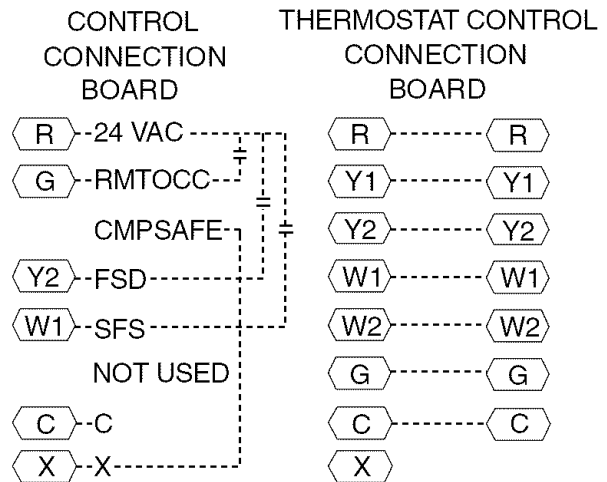 CONTROL
CONNECTION
BOARD
R 24 VAC
G RMTOCC
CMPSAFE
Y2 FSD
W1 SFS
NOT USED
C C
X X
THERMOSTAT CONTROL
CONNECTION
BOARD
R R
Y1 Y1
Y2 Y2
W1 W1
W2 W2
G G
C C
X